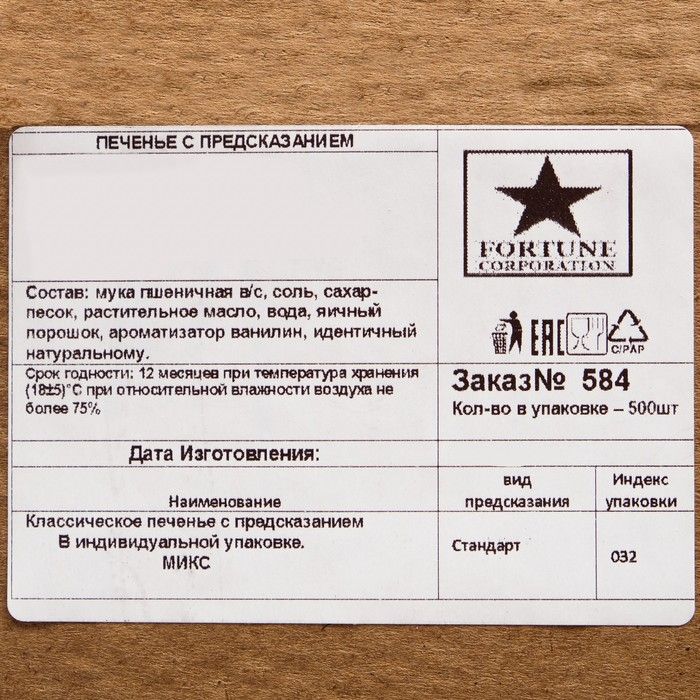 ПЕЧЕНЬЕ С ПРЕДСКАЗАНИЕМ
FORTUNE
CORPORATION
Состав: мука пшеничная в/с, соль, сахар-
песок, растительное масло, вода, яичный
порошок, ароматизатор ванилин, идентичный
натуральному.
EAC
C/PAP
Срок годности: 12 месяцев при температура хранения
(18±5)°С при относительной влажности воздуха не
более 75%
Заказ№ 584
Кол-во в упаковке – 500шт
Дата Изготовления:
Наименование
вид
предсказания
Индекс
упаковки
Классическое печенье с предсказанием
В индивидуальной упаковке.
МИКС
Стандарт
032